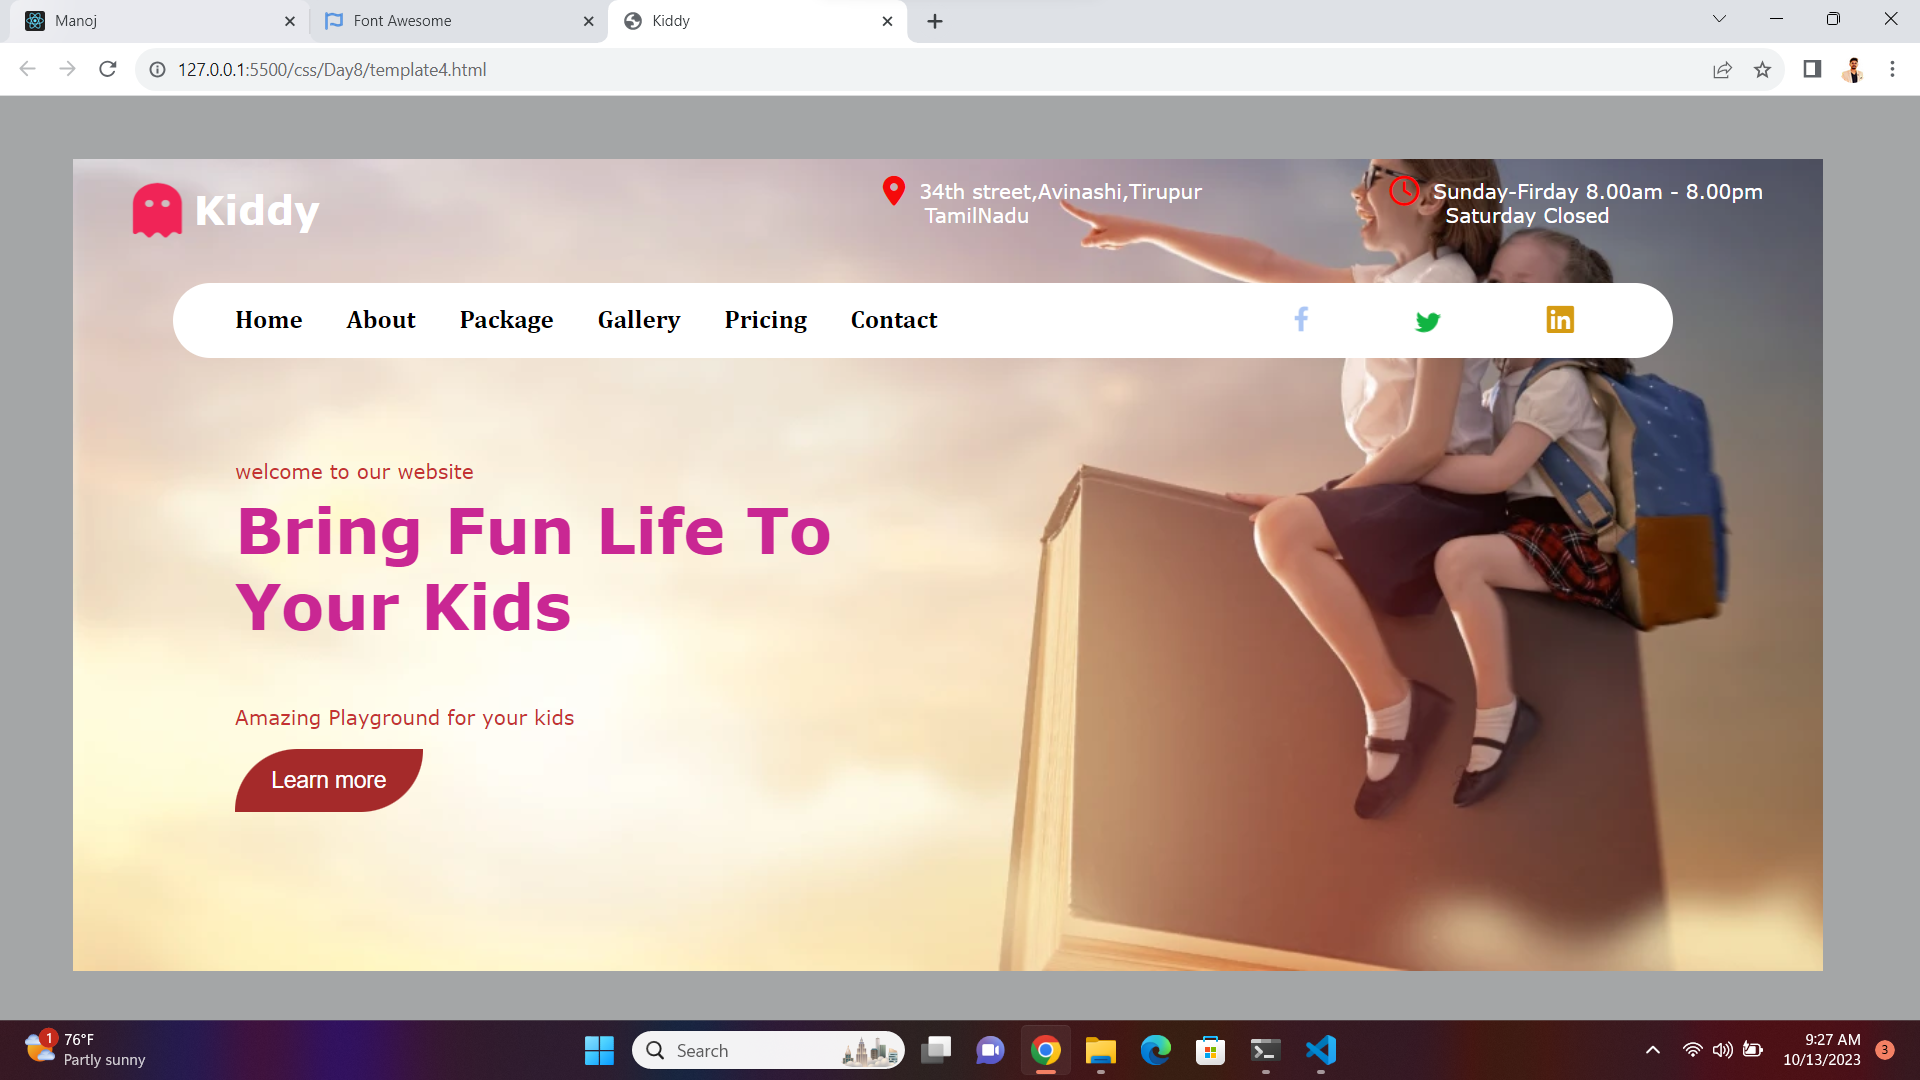 Manoj
Font Awesome
Kiddy
127.0.0.1:5500/css/Day8/template4.html
Kiddy
34th street,Avinashi,Tirupur
TamilNadu
Sunday-Firday 8.00am - 8.00pm
Saturday Closed
Home About Package Gallery Pricing Contact
welcome to our website
Bring Fun Life To
Your Kids
Amazing Playground for your kids
Learn more
1
76°F
Partly sunny
Search
9:27 AM
10/13/2023
3